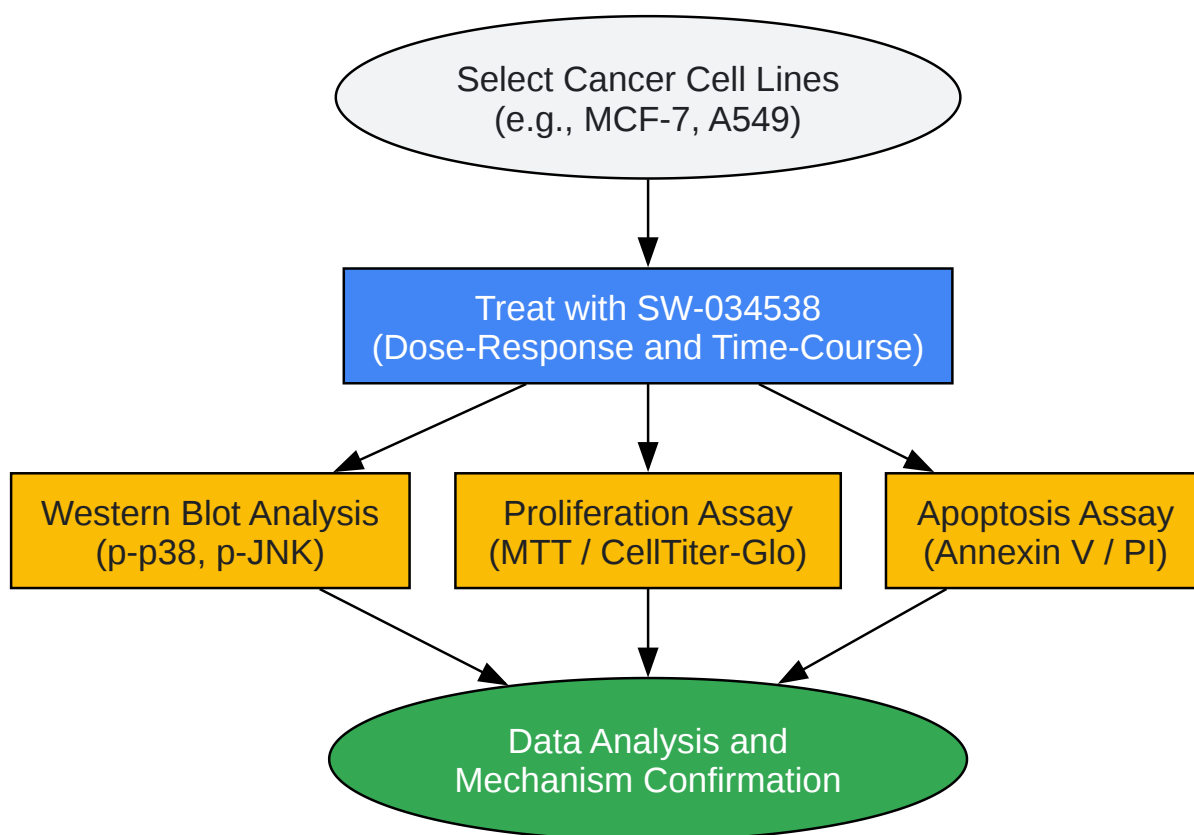 Select Cancer Cell Lines
(e.g., MCF-7, A549)
Treat with SW-034538
(Dose-Response and Time-Course)
Western Blot Analysis
(p-p38, p-JNK)
Proliferation Assay
(MTT / CellTiter-Glo)
Apoptosis Assay
(Annexin V / PI)
Data Analysis and
Mechanism Confirmation